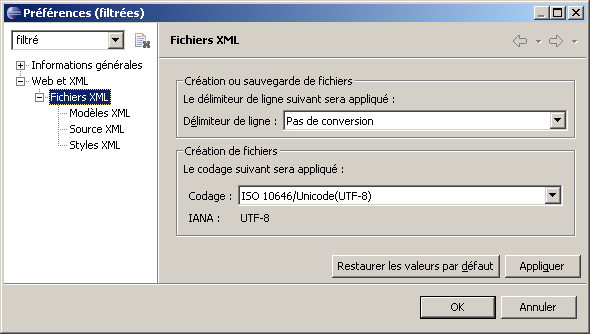 Préférences (filtrées)
filtré
Informations générales
Web et XML
Fichiers XML
Modèles XML
Source XML
Styles XML
Fichiers XML
Création ou sauvegarde de fichiers
Le délimiteur de ligne suivant sera appliqué :
Délimiteur de ligne : Pas de conversion
Création de fichiers
Le codage suivant sera appliqué :
Codage : ISO 10646/Unicode(UTF-8)
IANA : UTF-8
Restaurer les valeurs par défaut Appliquer
OK Annuler